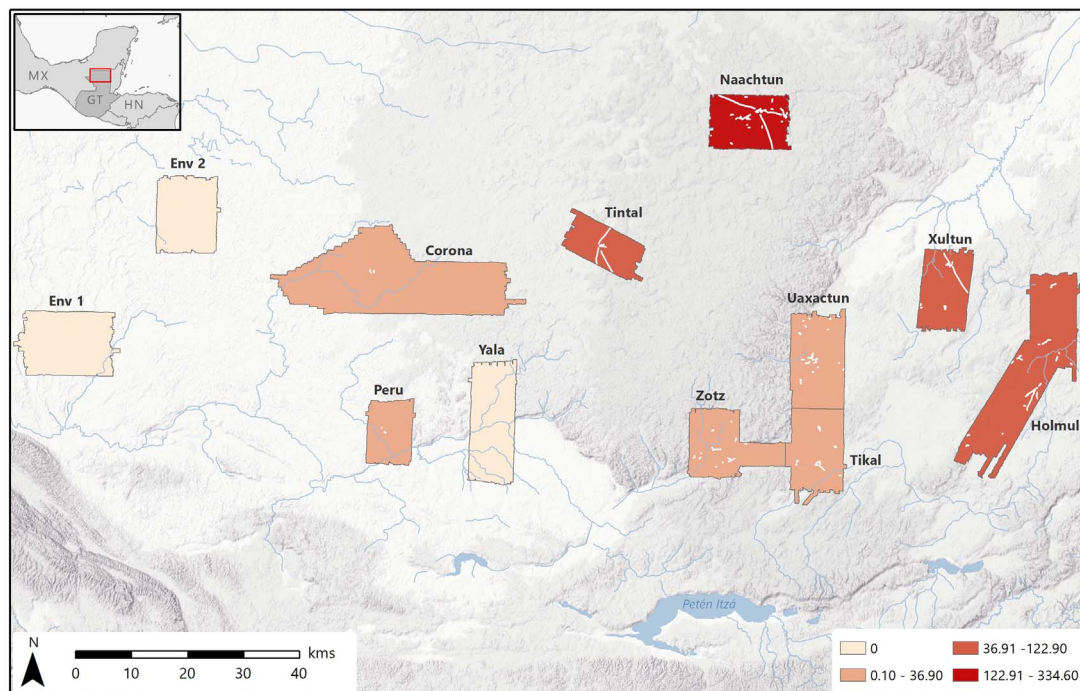 MX
GT
HN
Naachtun
Env 2
Tintal
Corona
Xultun
Env 1
Uaxactun
Yala
Peru
Zotz
Holmul
Tikal
Petén Itzá
N
0 10 20 30 40 kms
0
0.10 - 36.90
36.91 -122.90
122.91 - 334.60